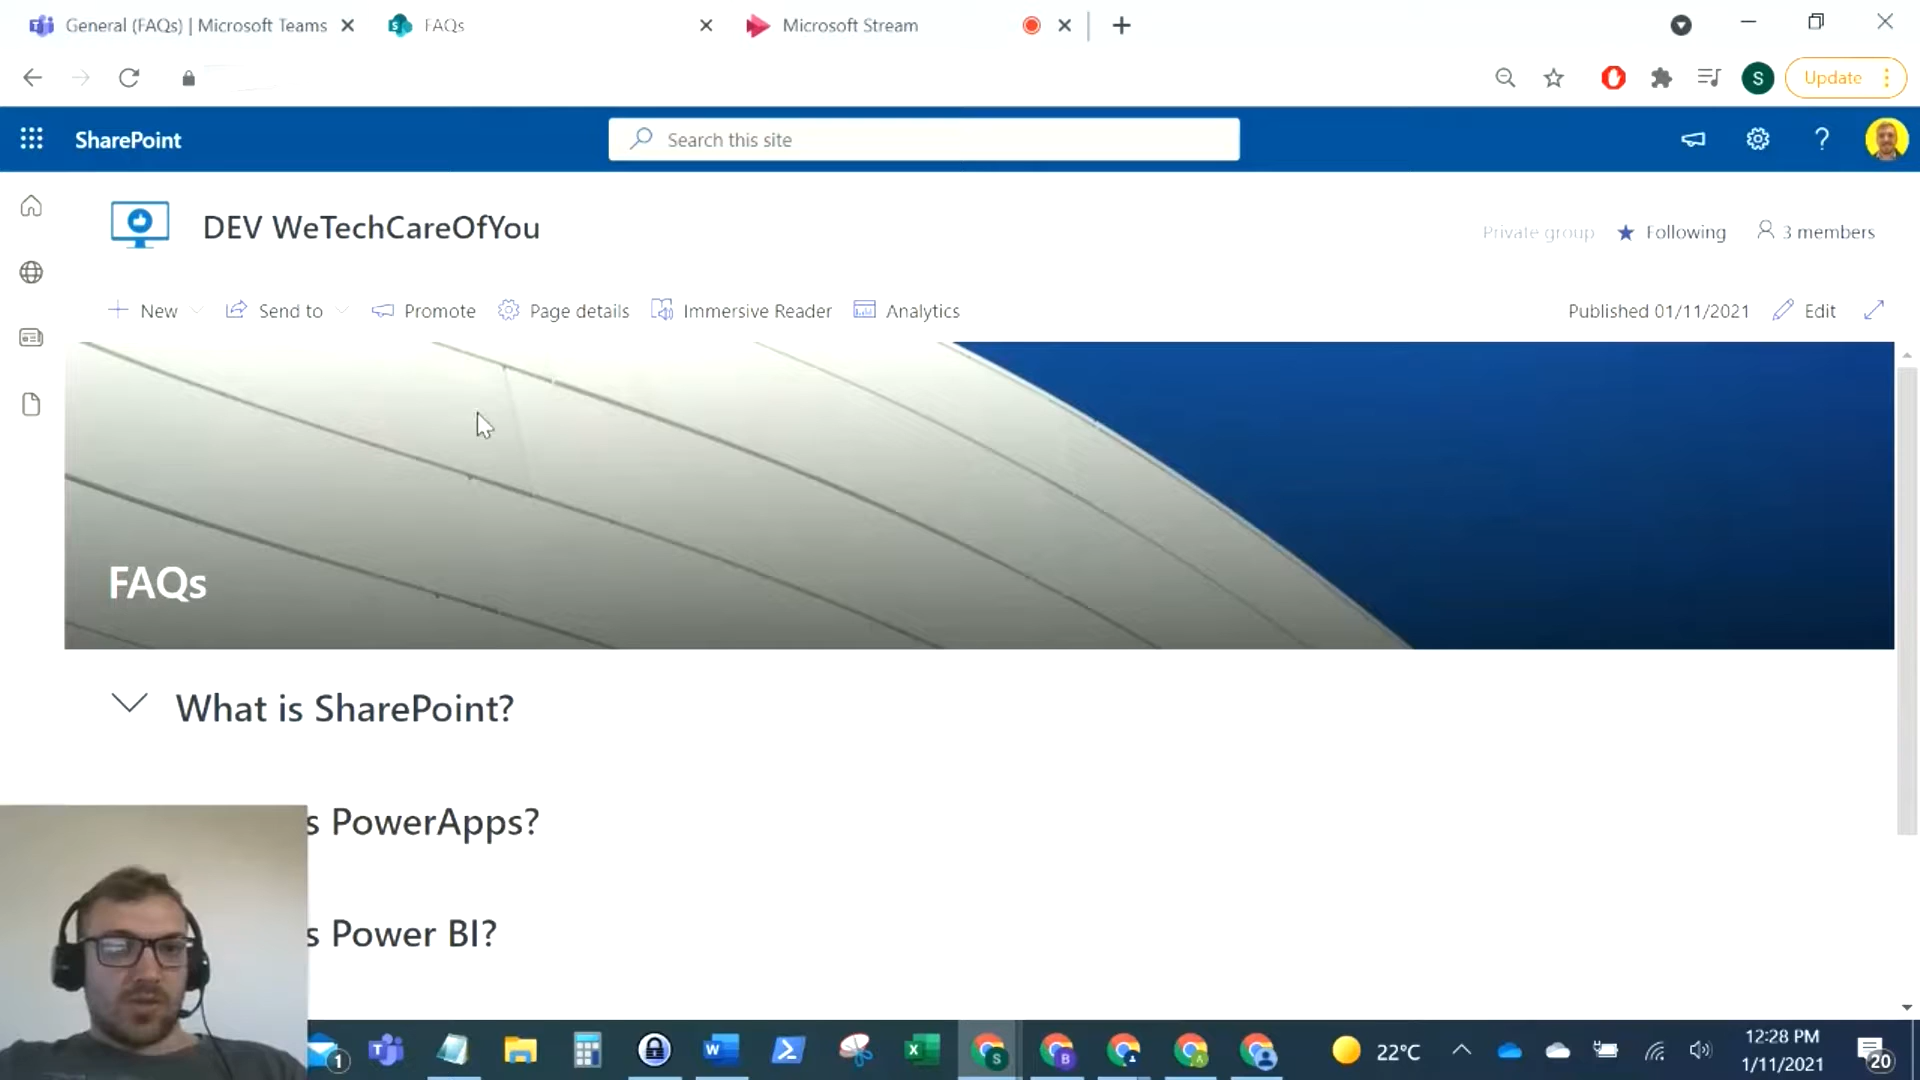 General (FAQs) | Microsoft Teams
FAQs
Microsoft Stream
S
Update
SharePoint
Search this site
DEV WeTechCareOfYou
Private group
Following
3 members
New
Send to
Promote
Page details
Immersive Reader
Analytics
Published 01/11/2021
Edit
FAQs
What is SharePoint?
s PowerApps?
s Power BI?
1
S
B
A
22°C
12:28 PM
1/11/2021
20